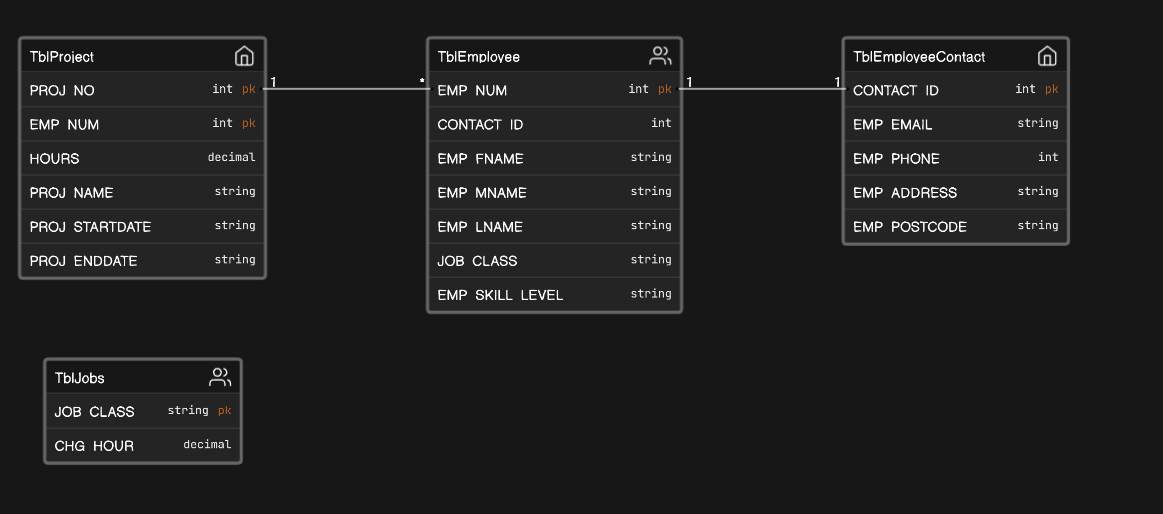 TblProject
PROJ NO int pk
EMP NUM int pk
HOURS decimal
PROJ NAME string
PROJ STARTDATE string
PROJ ENDDATE string
1 *
TblEmployee
EMP NUM int pk
CONTACT ID int
EMP FNAME string
EMP MNAME string
EMP LNAME string
JOB CLASS string
EMP SKILL LEVEL string
1 1
TblEmployeeContact
CONTACT ID int pk
EMP EMAIL string
EMP PHONE int
EMP ADDRESS string
EMP POSTCODE string
TblJobs
JOB CLASS string pk
CHG HOUR decimal